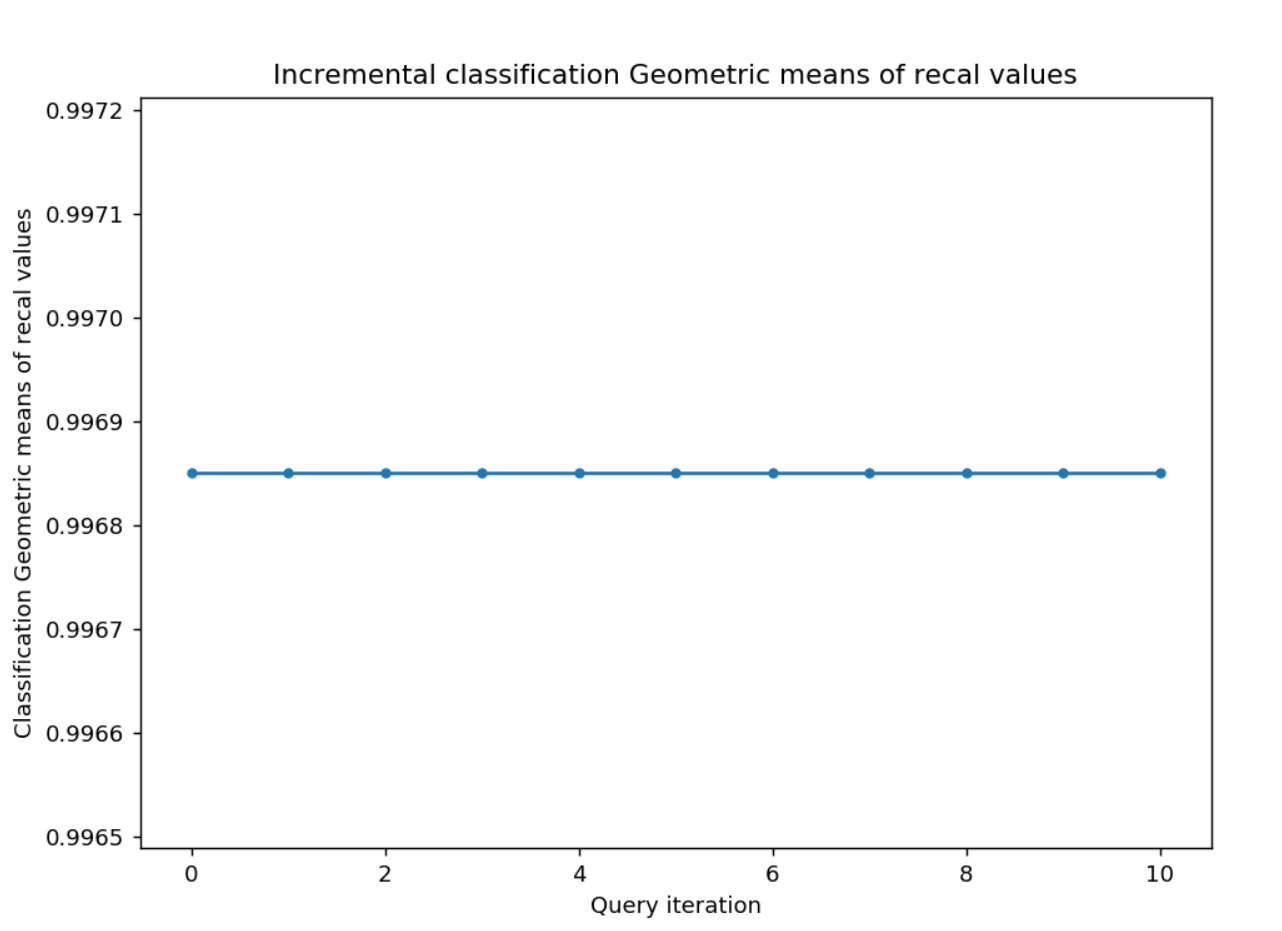 Incremental classification Geometric means of recal values
Classification Geometric means of recal values
0.9972
0.9971
0.9970
0.9969
0.9968
0.9967
0.9966
0.9965
0 2 4 6 8 10
Query iteration